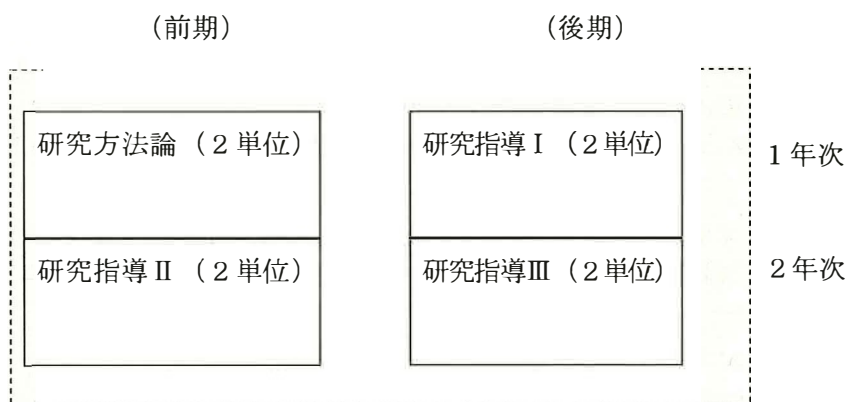 （前期） （後期）
研究方法論（２単位） 研究指導Ⅰ（２単位） １年次
研究指導Ⅱ（２単位） 研究指導Ⅲ（２単位） ２年次